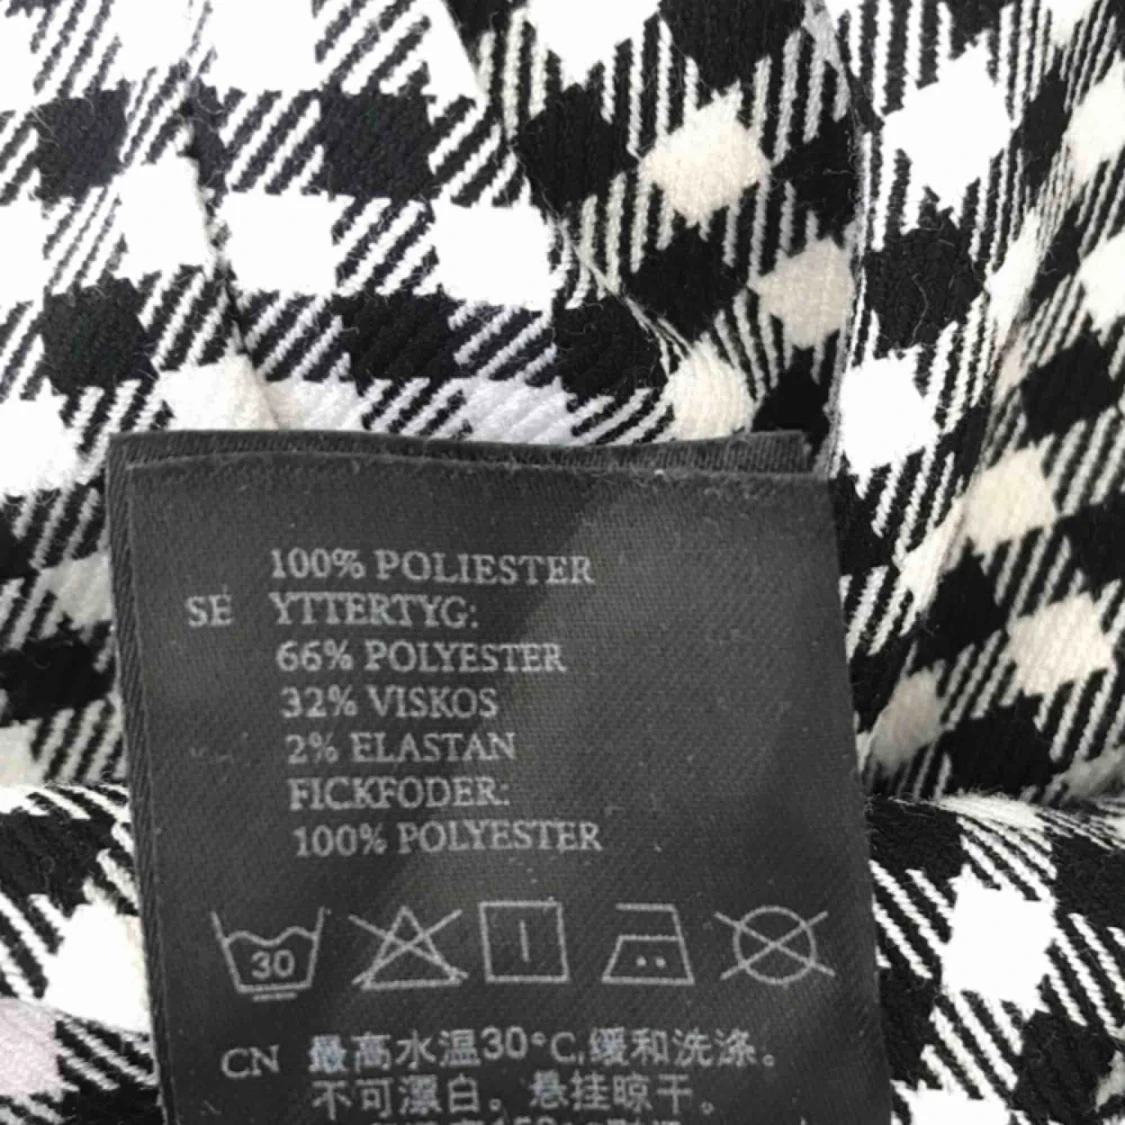 100% POLIESTER
SE YTTERTYG:
66% POLYESTER
32% VISKOS
2% ELASTAN
FICKFODER:
100% POLYESTER
30
CN 最高水温30°C,缓和洗涤。
不可漂白。悬挂晾干。